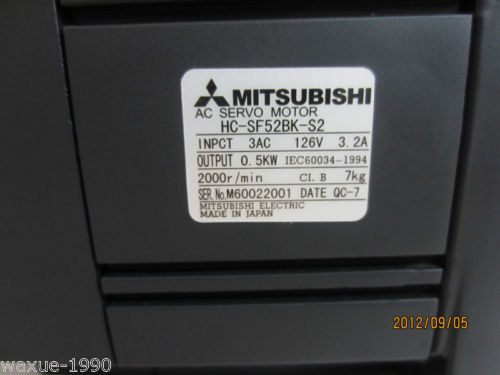 MITSUBISHI
AC SERVO MOTOR
HC-SF52BK-S2
INPCT 3AC 126V 3.2A
OUTPUT 0.5KW IEC60034-1994
2000r/min CI. B 7kg
SER.No.M60022001 DATE QC-7
MITSUBISHI ELECTRIC
MADE IN JAPAN
2012/09/05
waxue-1990